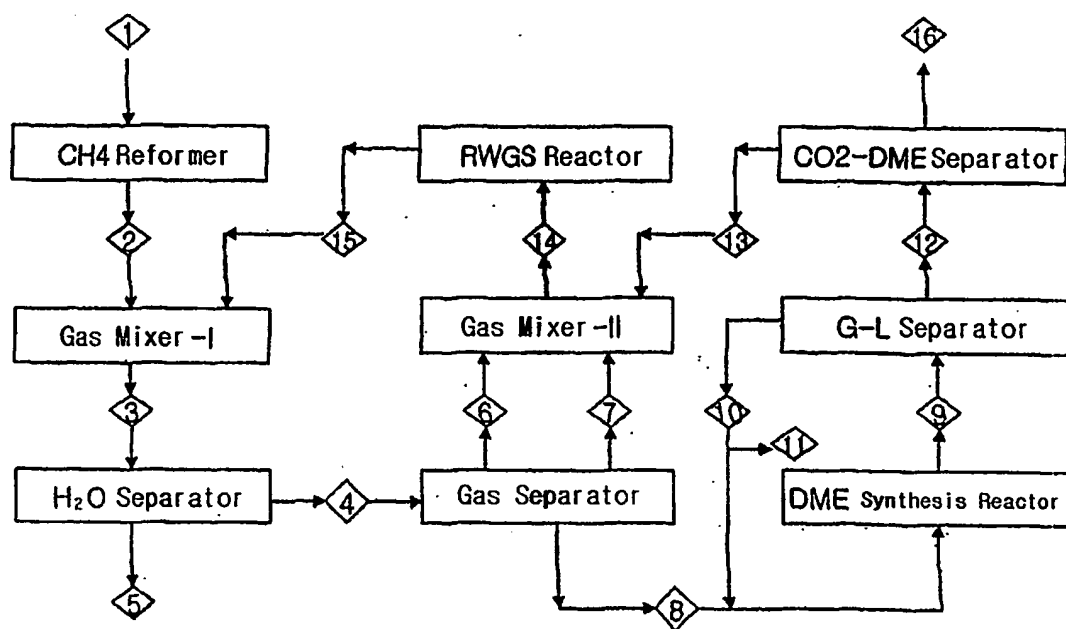 1
16
CH4 Reformer
RWGS Reactor
CO2-DME Separator
2
15
14
13
12
Gas Mixer-I
Gas Mixer-II
G-L Separator
3
6
7
10
9
11
H₂O Separator
4
Gas Separator
DME Synthesis Reactor
5
8